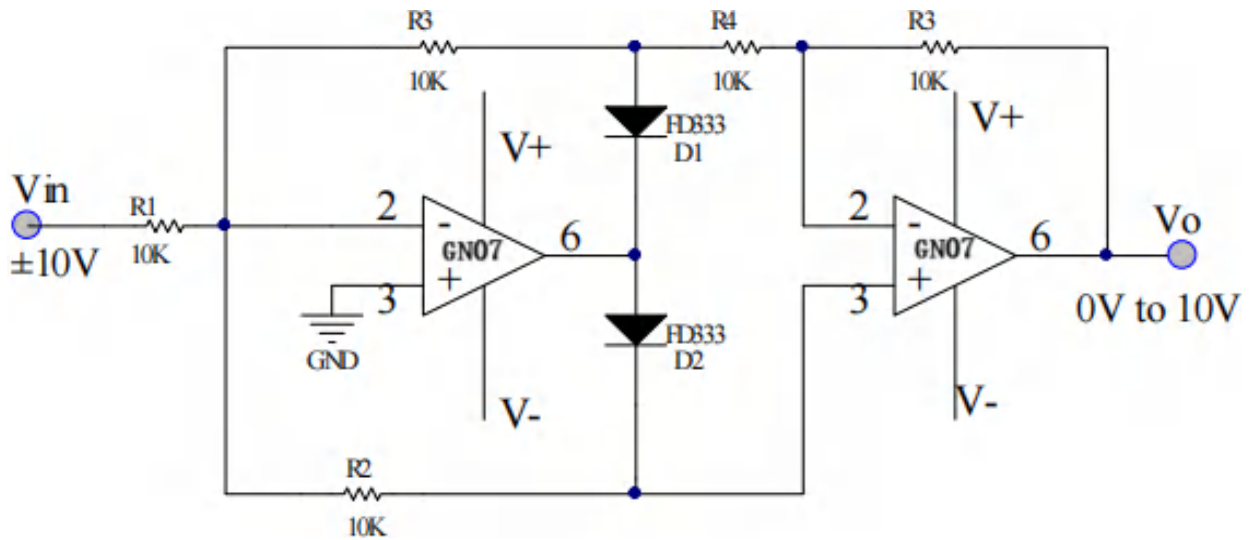 R3
10K
R4
10K
R3
10K
V+
FD333
D1
V+
Vin
±10V
R1
10K
2
-
GN07
+
3
6
GND
V-
2
-
GN07
+
3
6
Vo
0V to 10V
FD333
D2
V-
R2
10K